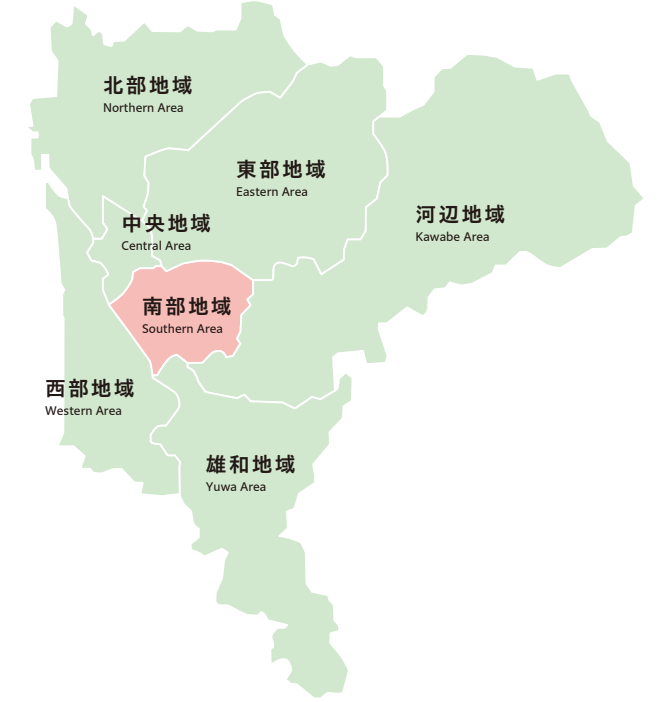 北部地域
Northern Area
東部地域
Eastern Area
河辺地域
Kawabe Area
中央地域
Central Area
南部地域
Southern Area
西部地域
Western Area
雄和地域
Yuwa Area